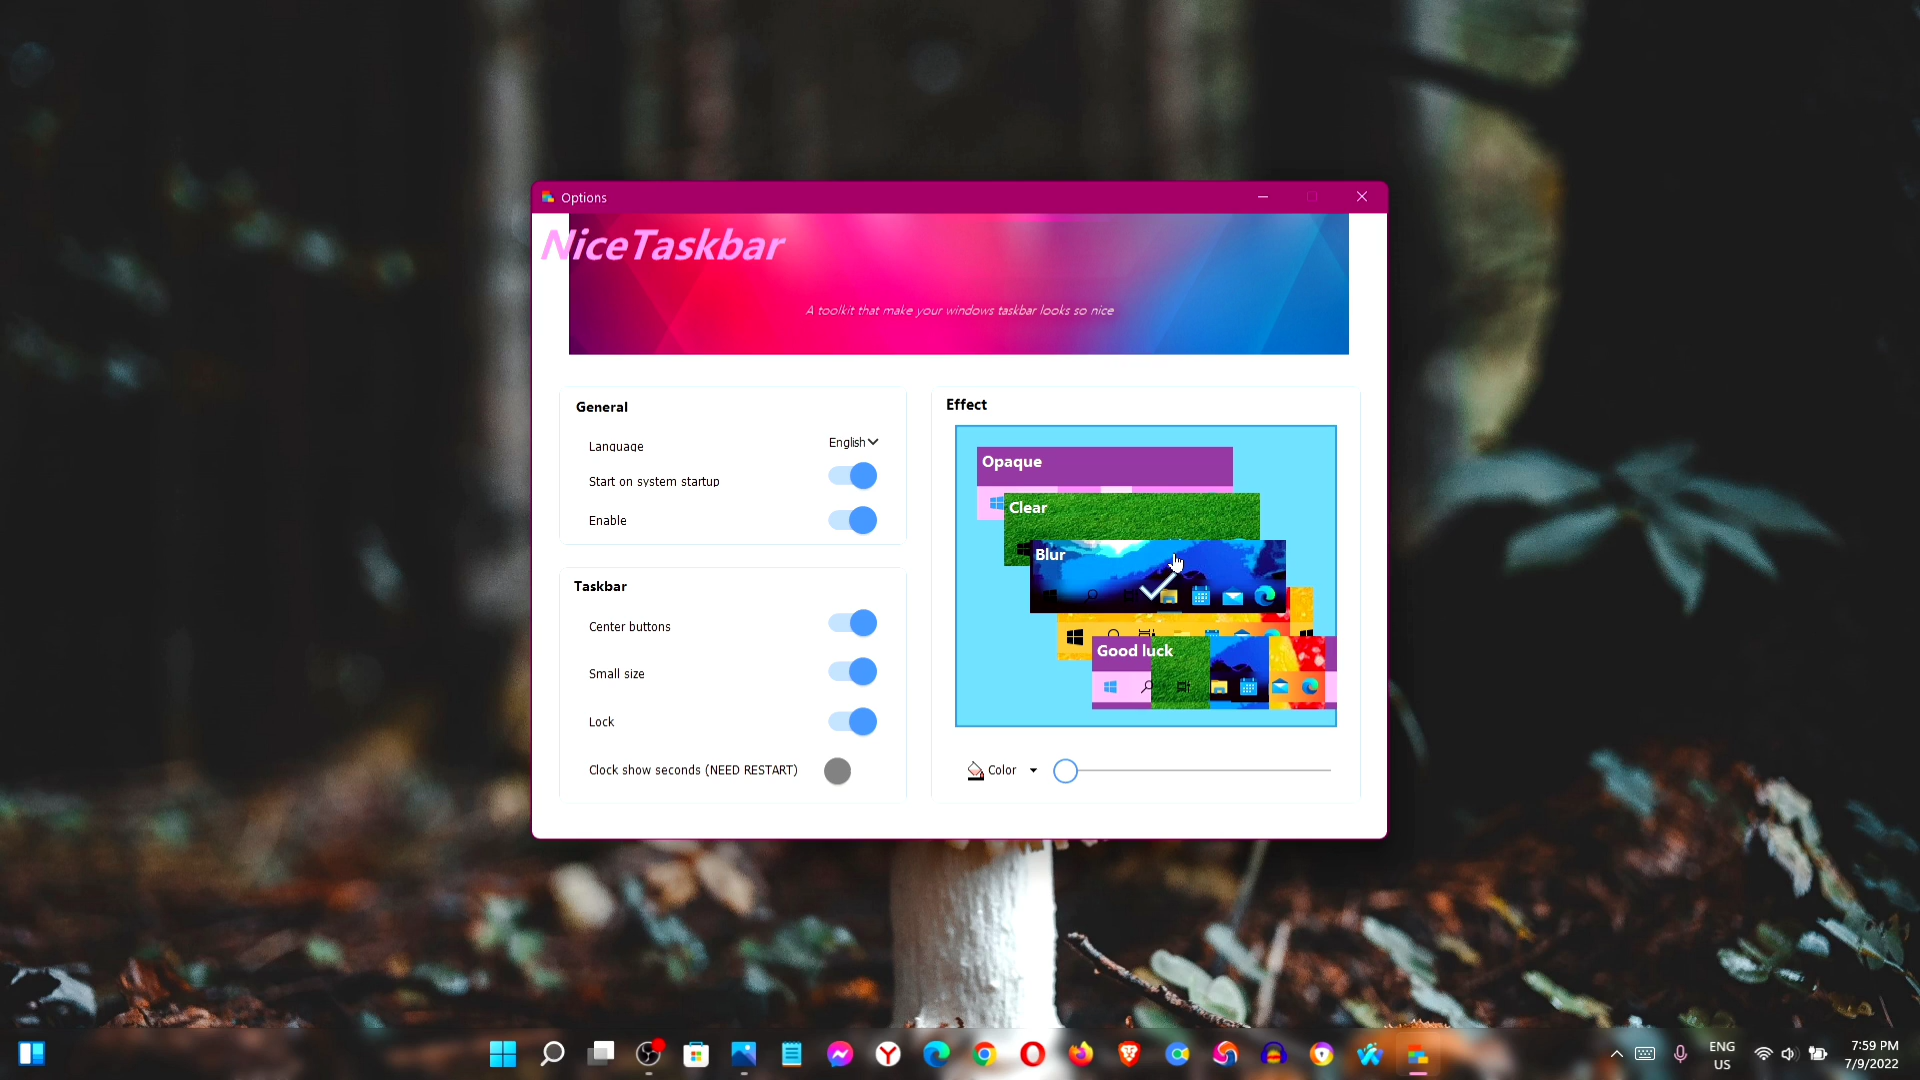 Options
NiceTaskbar
A toolkit that make your windows taskbar looks so nice
General
Language
English
Start on system startup
Enable
Taskbar
Center buttons
Small size
Lock
Clock show seconds (NEED RESTART)
Effect
Opaque
Clear
Blur
Good luck
Color
ENG
US
7:59 PM
7/9/2022